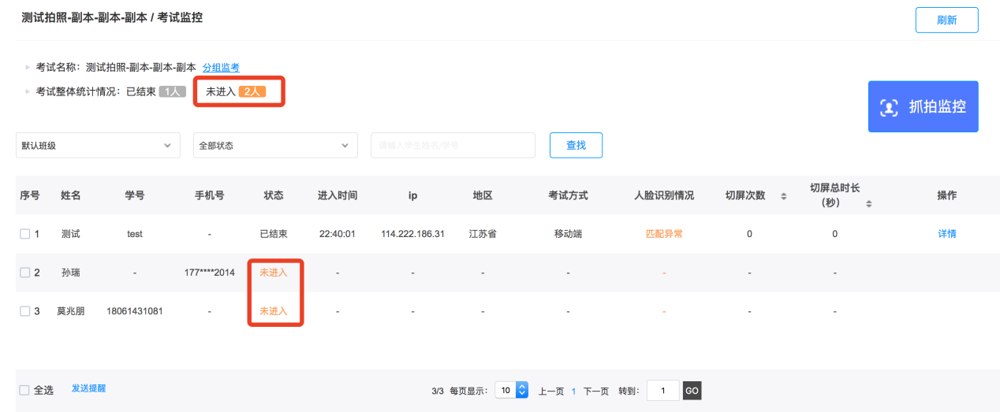 测试拍照-副本-副本-副本 / 考试监控
刷新
考试名称：测试拍照-副本-副本-副本 分组监考
考试整体统计情况：已结束 1人 未进入 2人
抓拍监控
默认班级 全部状态 请输入学生姓名/学号 查找
序号 姓名 学号 手机号 状态 进入时间 ip 地区 考试方式 人脸识别情况 切屏次数 切屏总时长（秒） 操作
1 测试 test - 已结束 22:40:01 114.222.186.31 江苏省 移动端 匹配异常 0 0 详情
2 孙瑞 - 177****2014 未进入 - - - - - - -
3 莫兆朋 18061431081 - 未进入 - - - - - - -
全选 发送提醒 3/3 每页显示： 10 上一页 1 下一页 转到： 1 GO